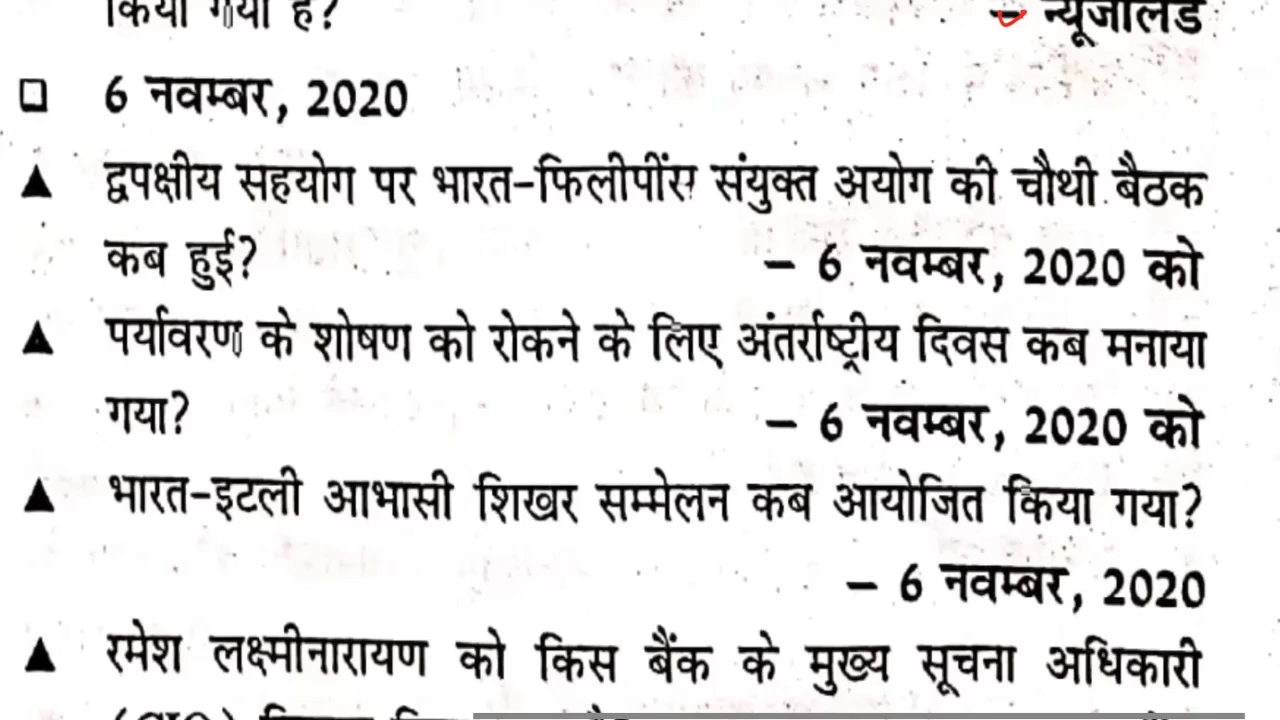 किया गया है? – न्यूजीलैंड
□ 6 नवम्बर, 2020
▲ द्वपक्षीय सहयोग पर भारत-फिलीपींस संयुक्त अयोग की चौथी बैठक
कब हुई? – 6 नवम्बर, 2020 को
▲ पर्यावरण के शोषण को रोकने के लिए अंतर्राष्ट्रीय दिवस कब मनाया
गया? – 6 नवम्बर, 2020 को
▲ भारत-इटली आभासी शिखर सम्मेलन कब आयोजित किया गया?
– 6 नवम्बर, 2020
▲ रमेश लक्ष्मीनारायण को किस बैंक के मुख्य सूचना अधिकारी